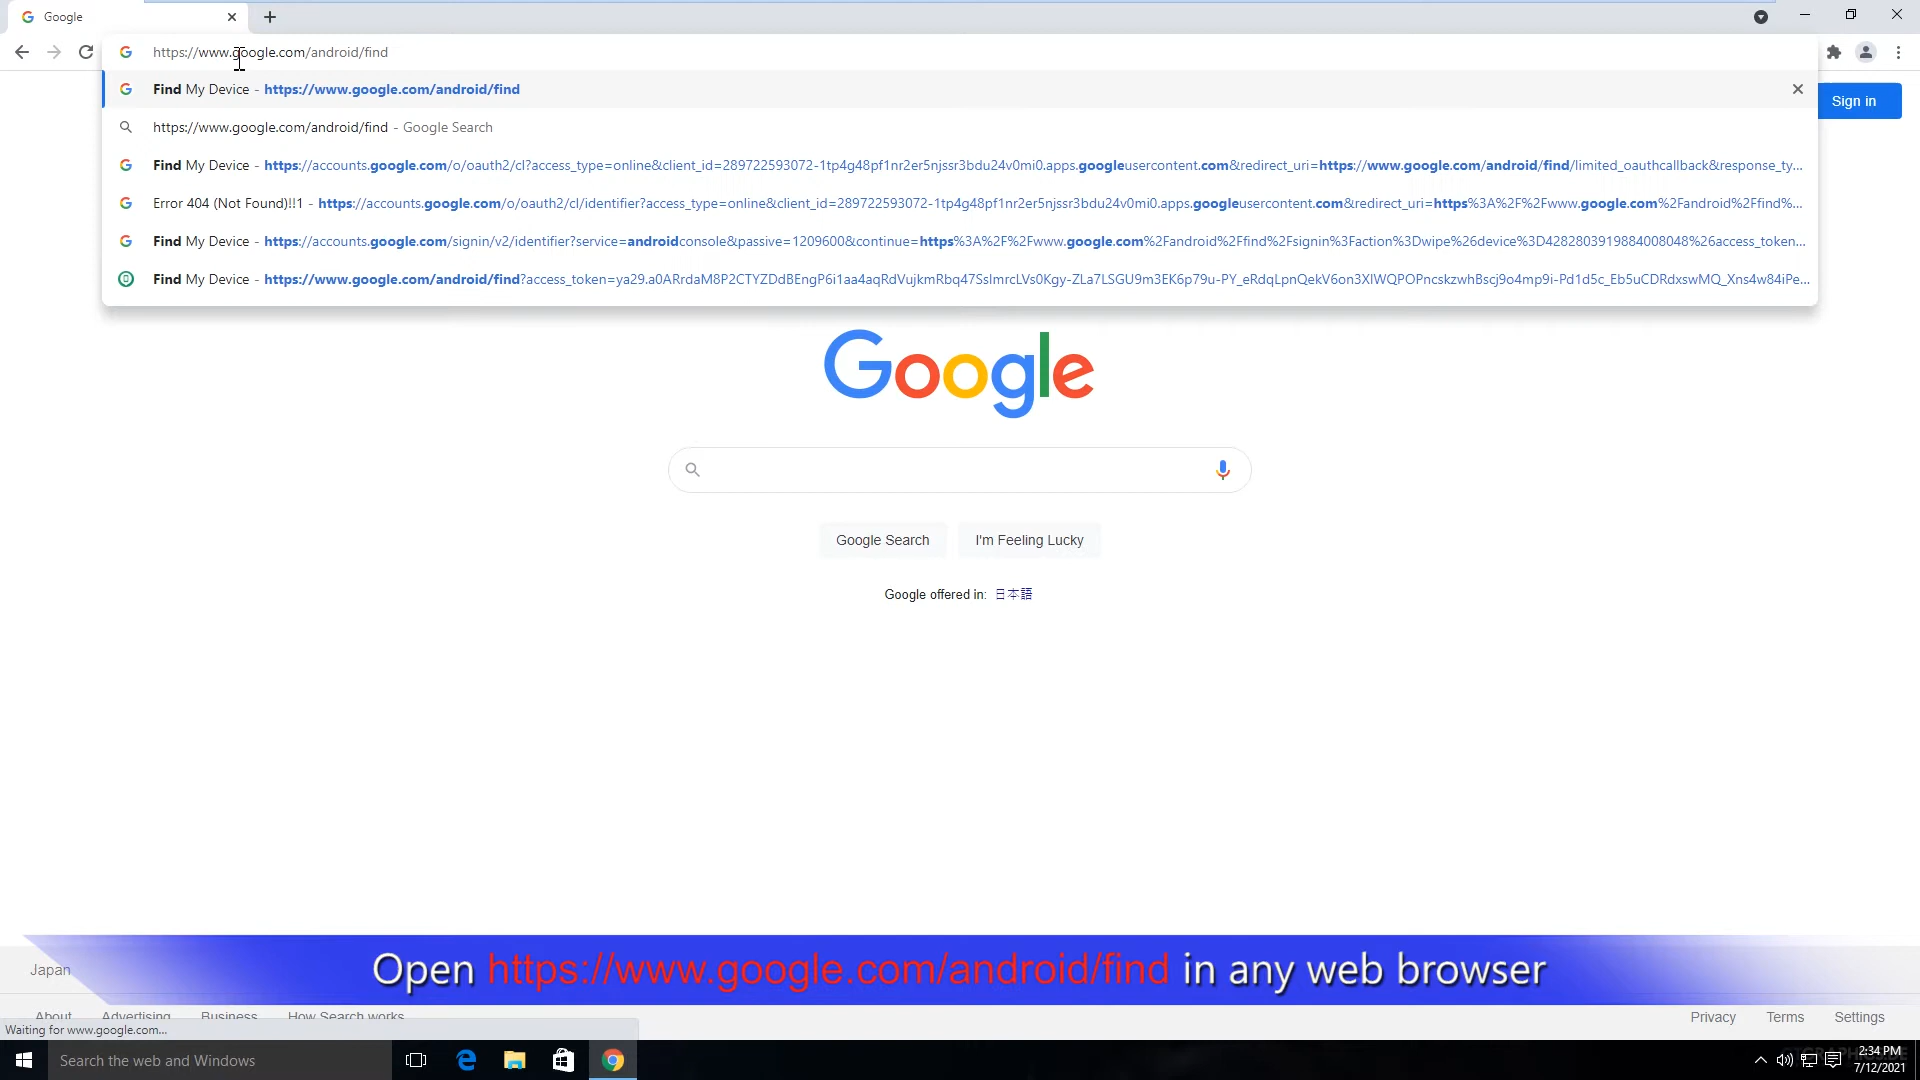 Google
https://www.google.com/android/find
Find My Device - https://www.google.com/android/find
https://www.google.com/android/find - Google Search
Find My Device - https://accounts.google.com/o/oauth2/cl?access_type=online&client_id=289722593072-1tp4g48pf1nr2er5njssr3bdu24v0mi0.apps.googleusercontent.com&redirect_uri=https://www.google.com/android/find/limited_oauthcallback&response_ty...
Error 404 (Not Found)!!1 - https://accounts.google.com/o/oauth2/cl/identifier?access_type=online&client_id=289722593072-1tp4g48pf1nr2er5njssr3bdu24v0mi0.apps.googleusercontent.com&redirect_uri=https%3A%2F%2Fwww.google.com%2Fandroid%2Ffind%...
Find My Device - https://accounts.google.com/signin/v2/identifier?service=androidconsole&passive=1209600&continue=https%3A%2F%2Fwww.google.com%2Fandroid%2Ffind%2Fsignin%3Faction%3Dwipe%26device%3D4282803919884008048%26access_token...
Find My Device - https://www.google.com/android/find?access_token=ya29.a0ARrdaM8P2CTYZDdBEngP6i1aa4aqRdVujkmRbq47SsImrcLVs0Kgy-ZLa7LSGU9m3EK6p79u-PY_eRdqLpnQekV6on3XIWQPOPncskzwhBscj9o4mp9i-Pd1d5c_Eb5uCDRdxswMQ_Xns4w84iPe...
Sign in
Google
Google Search
I'm Feeling Lucky
Google offered in: 日本語
Japan
Open https://www.google.com/android/find in any web browser
About
Advertising
Business
How Search works
Privacy
Terms
Settings
Waiting for www.google.com...
Search the web and Windows
2:34 PM
7/12/2021